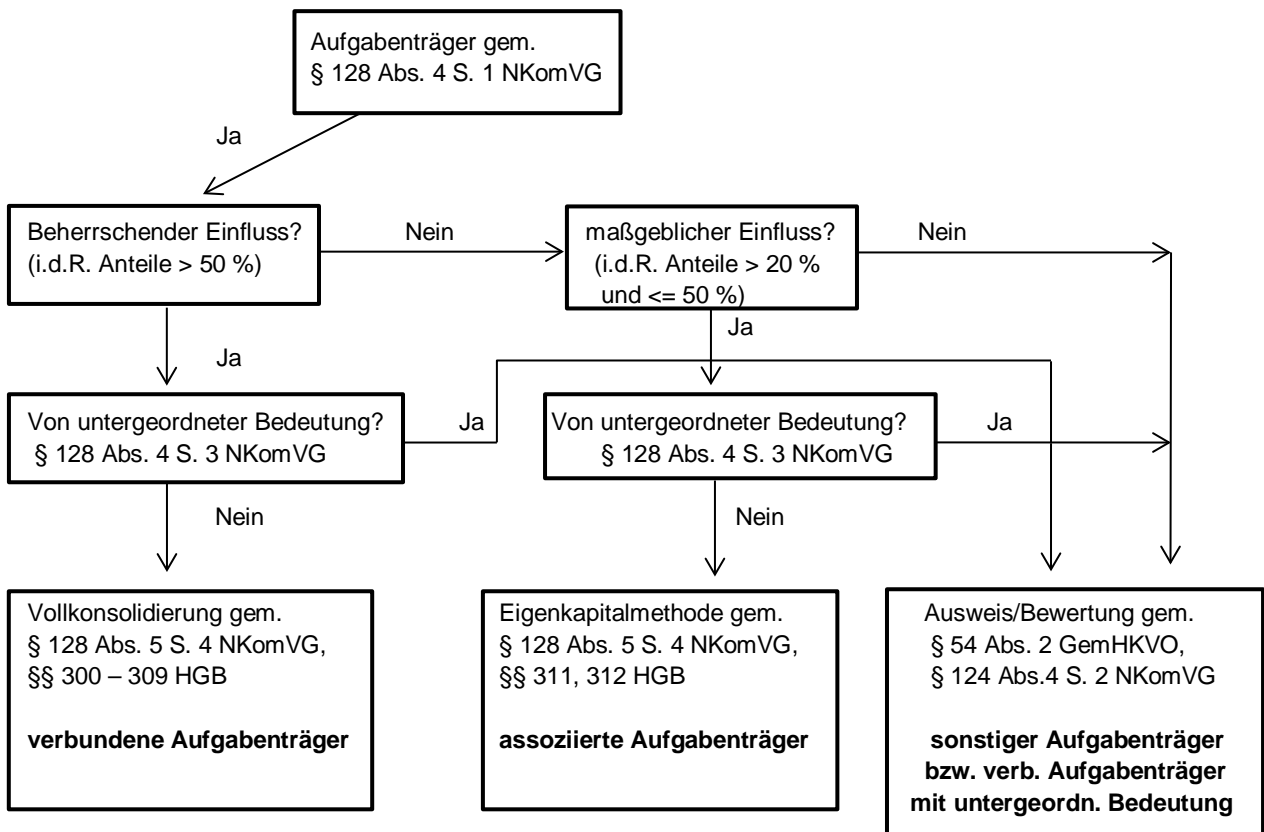 Aufgabenträger gem.
§ 128 Abs. 4 S. 1 NKomVG
Ja
Beherrschender Einfluss?
(i.d.R. Anteile > 50 %)
Nein
maßgeblicher Einfluss?
(i.d.R. Anteile > 20 %
und <= 50 %)
Nein
Ja
Ja
Von untergeordneter Bedeutung?
§ 128 Abs. 4 S. 3 NKomVG
Ja
Von untergeordneter Bedeutung?
§ 128 Abs. 4 S. 3 NKomVG
Ja
Nein
Nein
Vollkonsolidierung gem.
§ 128 Abs. 5 S. 4 NKomVG,
§§ 300 – 309 HGB
verbundene Aufgabenträger
Eigenkapitalmethode gem.
§ 128 Abs. 5 S. 4 NKomVG,
§§ 311, 312 HGB
assoziierte Aufgabenträger
Ausweis/Bewertung gem.
§ 54 Abs. 2 GemHKVO,
§ 124 Abs.4 S. 2 NKomVG
sonstiger Aufgabenträger
bzw. verb. Aufgabenträger
mit untergeordn. Bedeutung